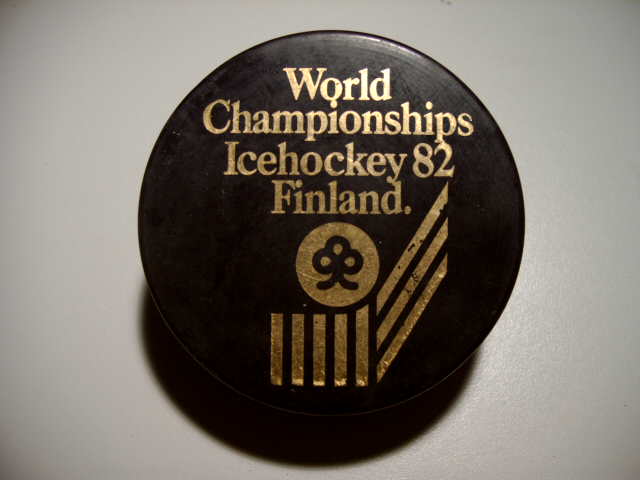 World
Championships
Icehockey 82
Finland.